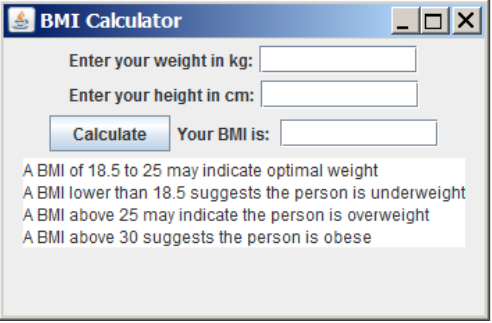 BMI Calculator
Enter your weight in kg:
Enter your height in cm:
Calculate Your BMI is:
A BMI of 18.5 to 25 may indicate optimal weight
A BMI lower than 18.5 suggests the person is underweight
A BMI above 25 may indicate the person is overweight
A BMI above 30 suggests the person is obese